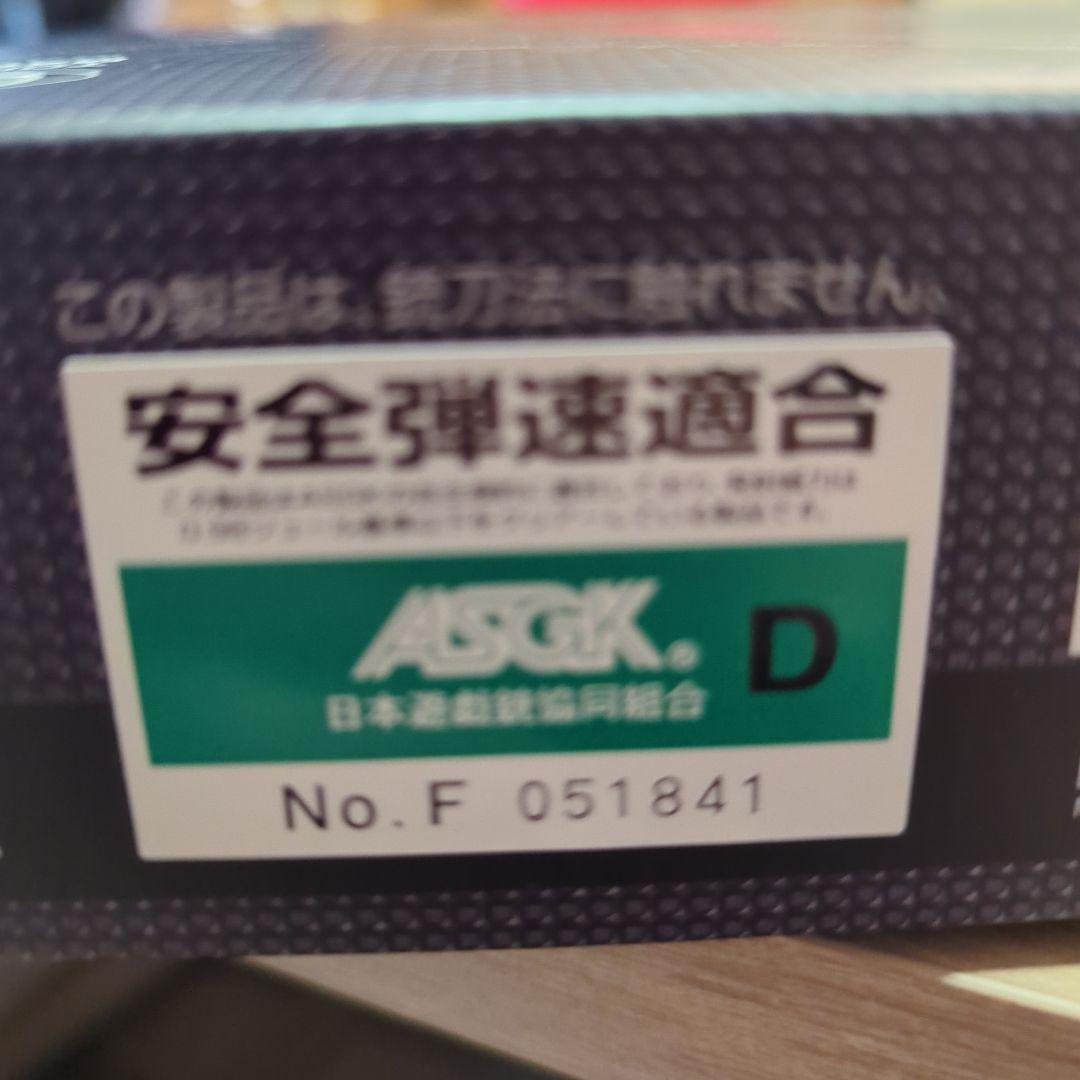 この製品は、銃刀法に触れません。
安全弾速適合
ASGK®
D
日本遊戯銃協同組合
No. F 051841